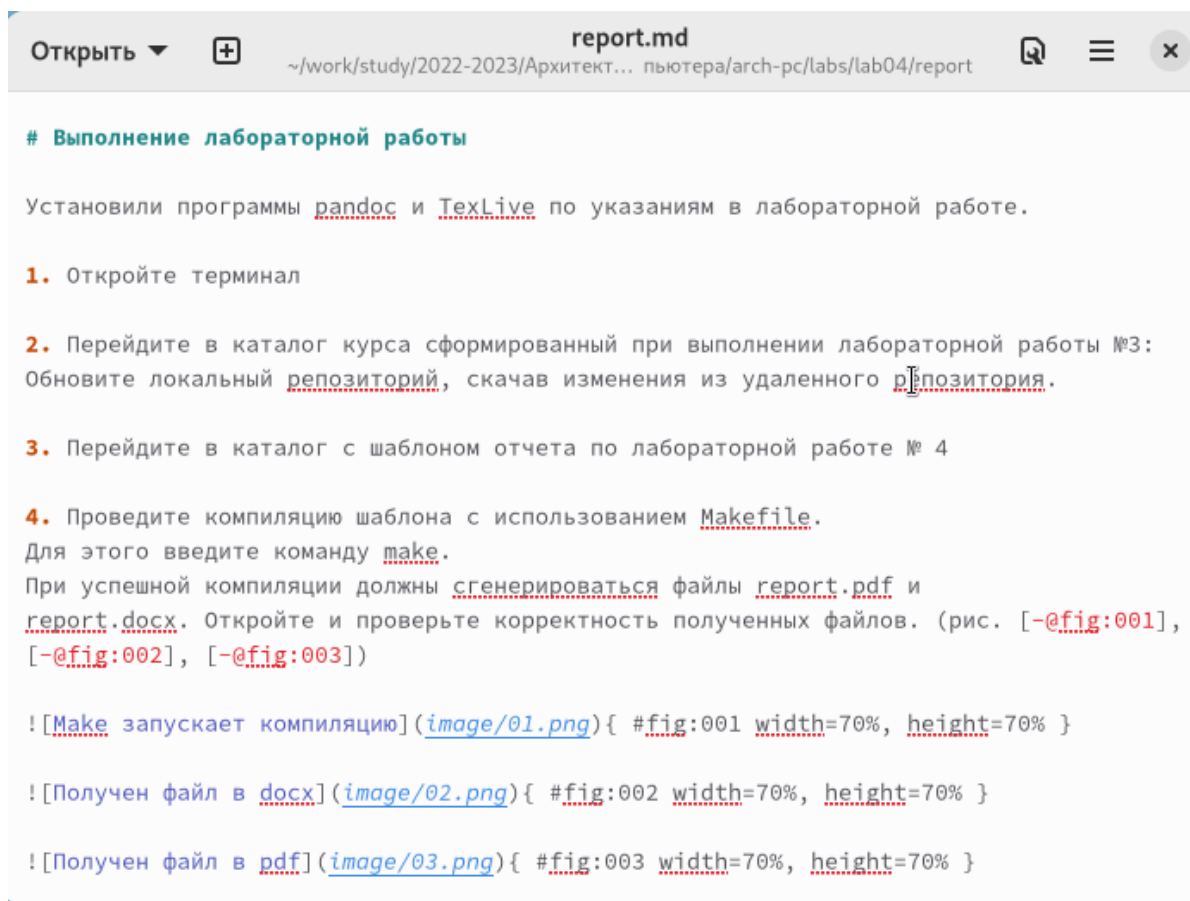 Открыть
report.md
~/work/study/2022-2023/Архитект... пьютера/arch-pc/labs/lab04/report
# Выполнение лабораторной работы
Установили программы pandoc и TexLive по указаниям в лабораторной работе.
1. Откройте терминал
2. Перейдите в каталог курса сформированный при выполнении лабораторной работы №3:
Обновите локальный репозиторий, скачав изменения из удаленного репозитория.
3. Перейдите в каталог с шаблоном отчета по лабораторной работе № 4
4. Проведите компиляцию шаблона с использованием Makefile.
Для этого введите команду make.
При успешной компиляции должны сгенерироваться файлы report.pdf и
report.docx. Откройте и проверьте корректность полученных файлов. (рис. [-@fig:001],
[-@fig:002], [-@fig:003])
![Make запускает компиляцию](image/01.png){ #fig:001 width=70%, height=70% }
![Получен файл в docx](image/02.png){ #fig:002 width=70%, height=70% }
![Получен файл в pdf](image/03.png){ #fig:003 width=70%, height=70% }